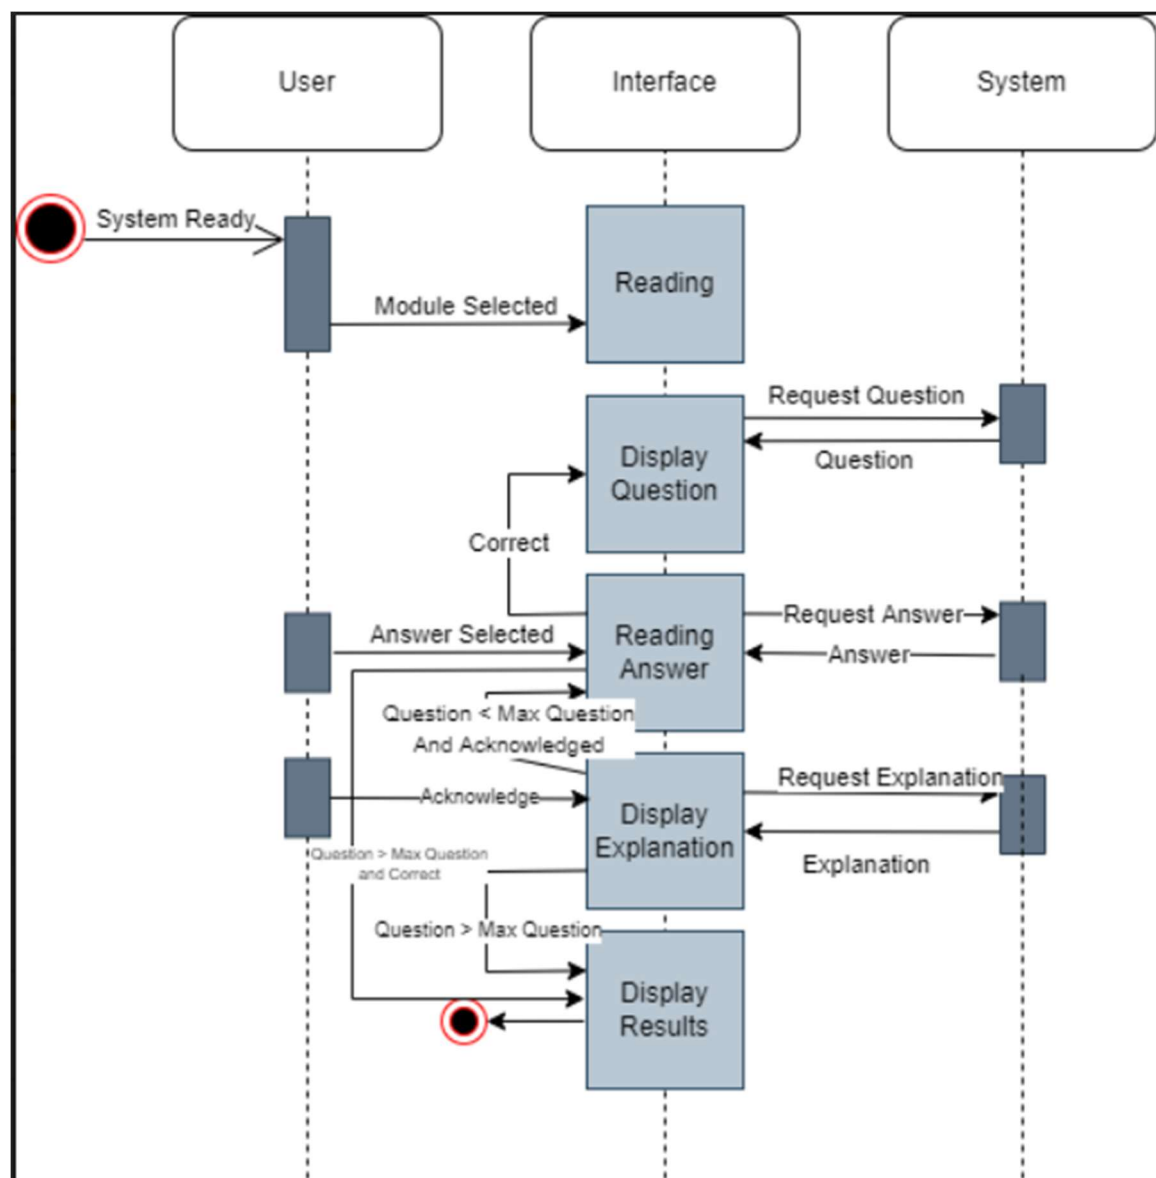 User
Interface
System
System Ready
Reading
Module Selected
Request Question
Display
Question
Question
Correct
Request Answer
Answer Selected
Reading
Answer
Answer
Question < Max Question
And Acknowledged
Request Explanation
Acknowledge
Display
Explanation
Question > Max Question
and Correct
Explanation
Question > Max Question
Display
Results